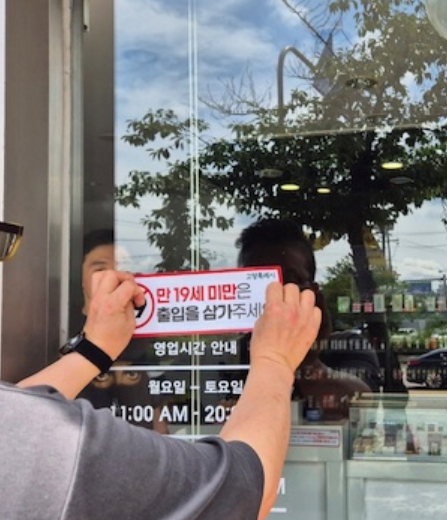 고양특례시
만 19세 미만은
출입을 삼가주세
영업시간 안내
월요일 - 토요일
11:00 AM - 20: